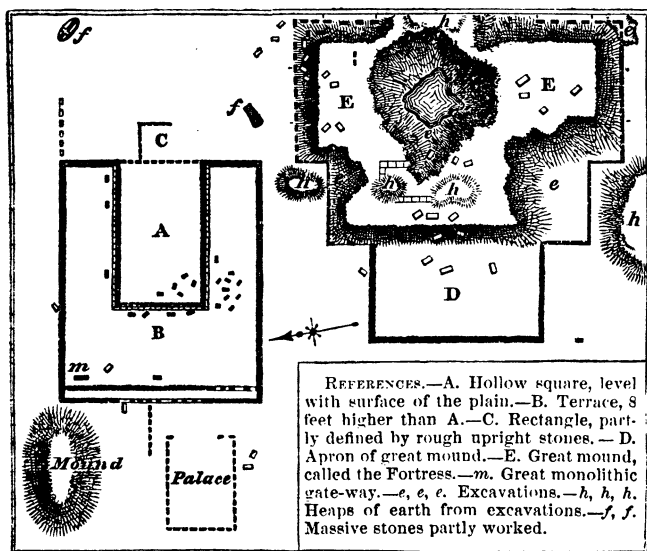 f
h
e
E
E
f
C
h
h
h
e
h
A
D
B
m
Mound
Palace
References.—A. Hollow square, level
with surface of the plain.—B. Terrace, 8
feet higher than A.—C. Rectangle, part-
ly defined by rough upright stones.—D.
Apron of great mound.—E. Great mound,
called the Fortress.—m. Great monolithic
gate-way.—e, e, e. Excavations.—h, h, h.
Heaps of earth from excavations.—f, f.
Massive stones partly worked.